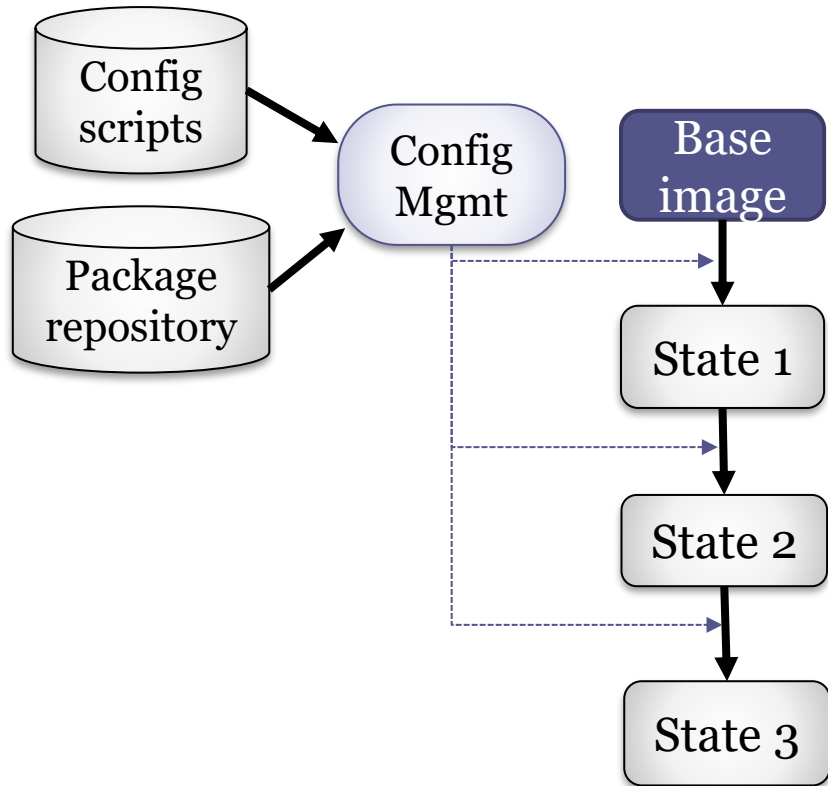 Config
scripts
Package
repository
Config
Mgmt
Base
image
State 1
State 2
State 3